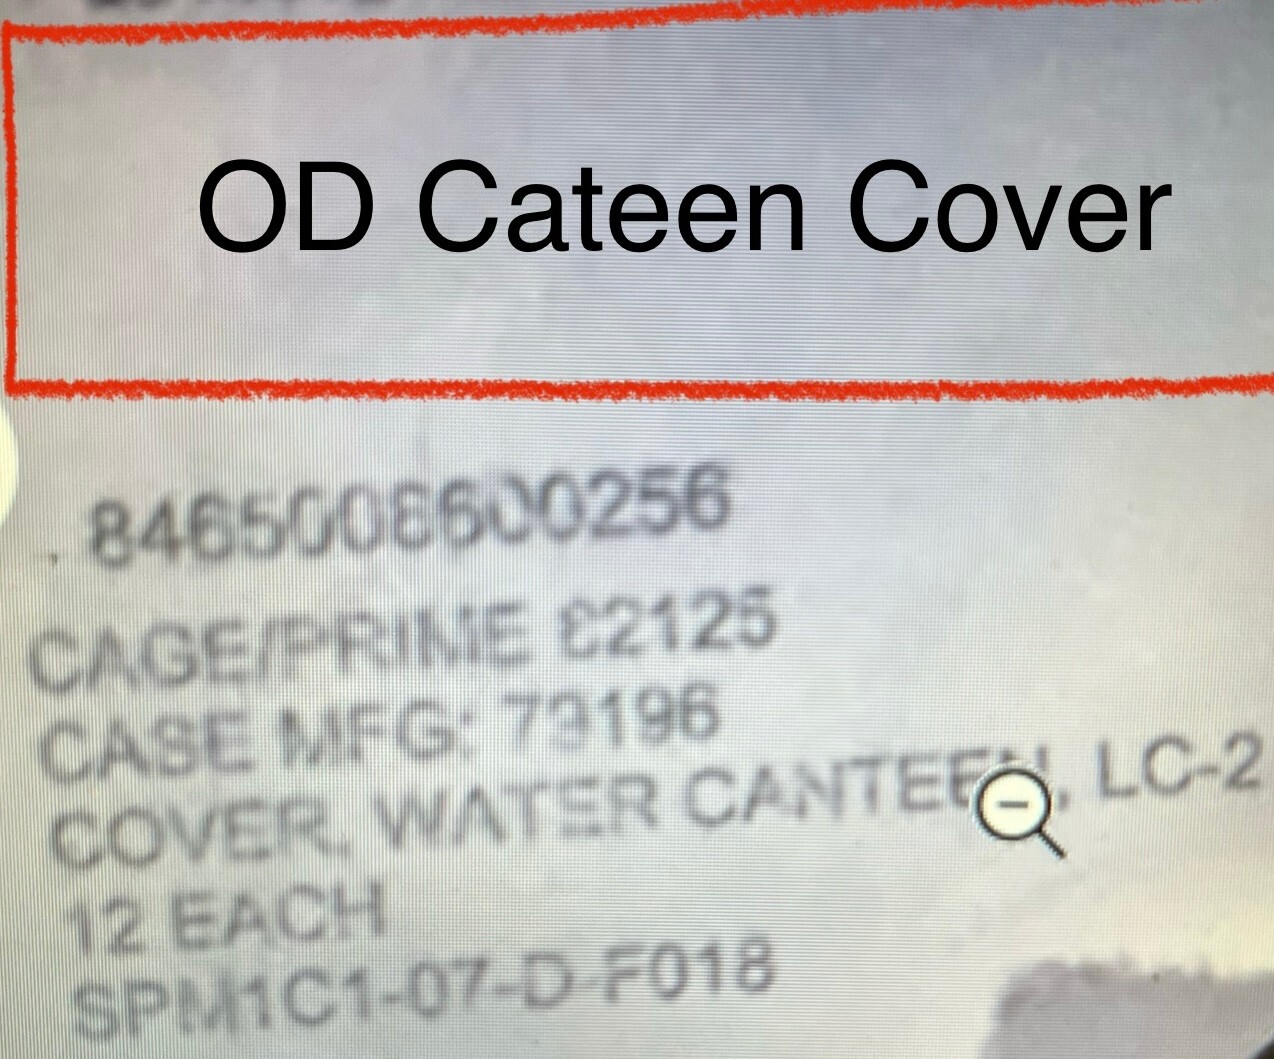 OD Cateen Cover
8465008600256
CAGE/PRIME 82125
CASE MFG: 73196
COVER, WATER CANTEEN, LC-2
12 EACH
SPM1C1-07-D-F018